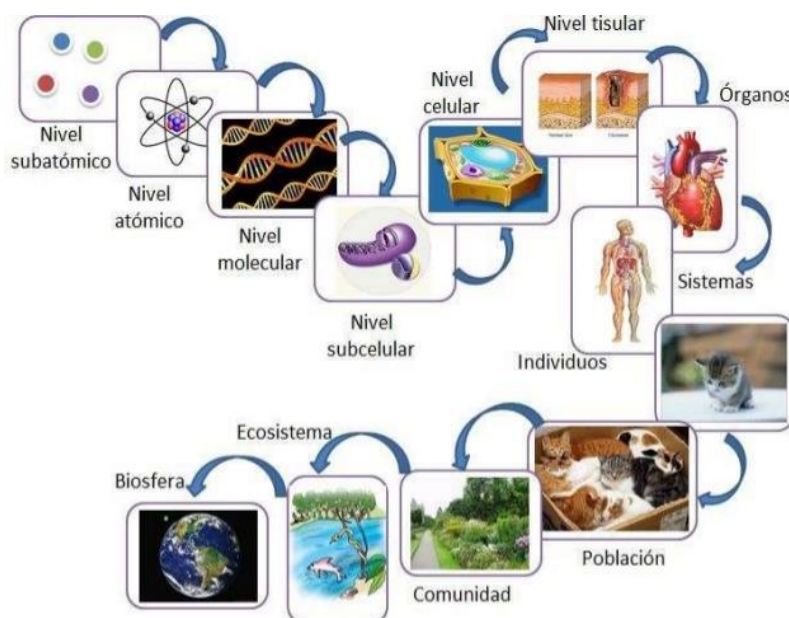 Nivel
subatómico
Nivel
atómico
Nivel
molecular
Nivel
subcelular
Nivel
celular
Nivel tisular
Órganos
Sistemas
Individuos
Población
Comunidad
Ecosistema
Biosfera